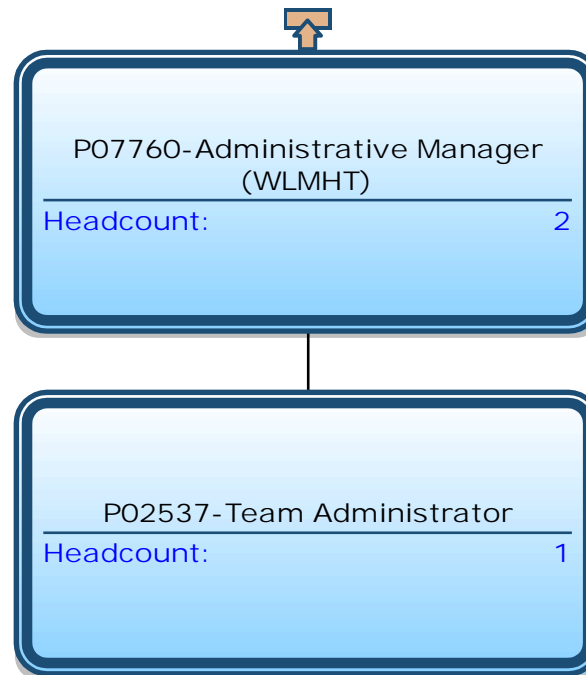 P07760-Administrative Manager
(WLMHT)
Headcount: 2
P02537-Team Administrator
Headcount: 1